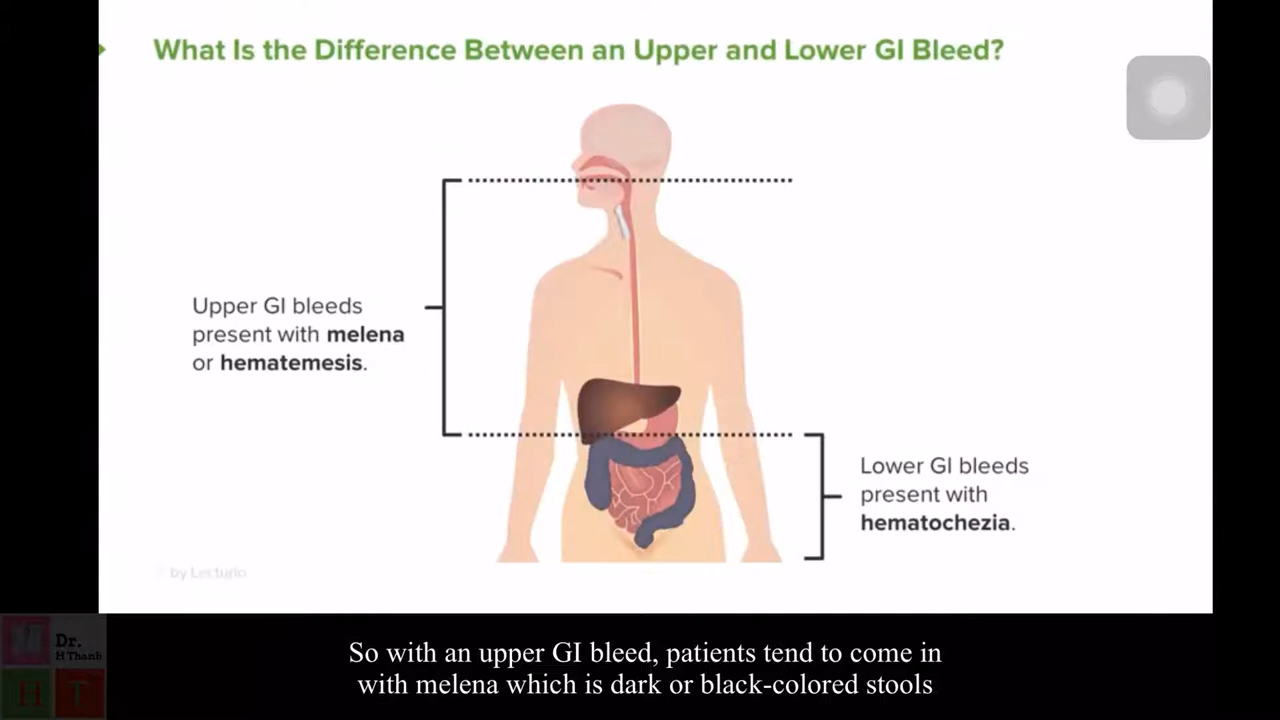 What Is the Difference Between an Upper and Lower GI Bleed?
Upper GI bleeds
present with melena
or hematemesis.
Lower GI bleeds
present with
hematochezia.
by Lecturio
Dr.
H Thanh
H T
So with an upper GI bleed, patients tend to come in
with melena which is dark or black-colored stools